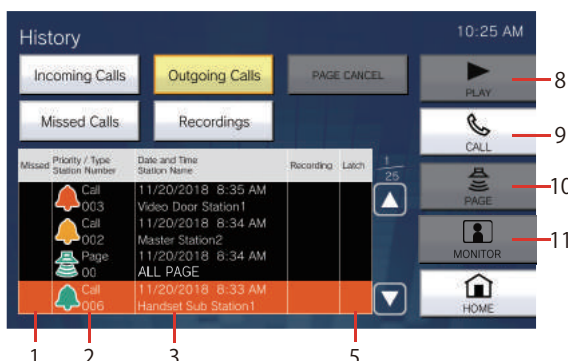 History
10:25 AM
Incoming Calls
Outgoing Calls
PAGE CANCEL
PLAY
8
Missed Calls
Recordings
CALL
9
Missed
Priority / Type
Station Number
Date and Time
Station Name
Recording
Latch
1
25
Call
11/20/2018 8:35 AM
003
Video Door Station1
Call
11/20/2018 8:34 AM
002
Master Station2
Page
11/20/2018 8:34 AM
00
ALL PAGE
Call
11/20/2018 8:33 AM
006
Handset Sub Station1
PAGE
10
MONITOR
11
HOME
1
2
3
5